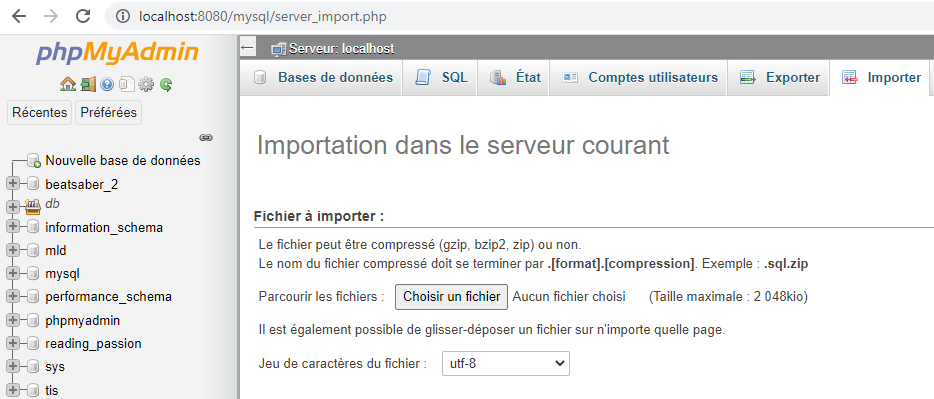 localhost:8080/mysql/server_import.php
phpMyAdmin
Récentes Préférées
Nouvelle base de données
beatsaber_2
db
information_schema
mld
mysql
performance_schema
phpmyadmin
reading_passion
sys
tis
Serveur: localhost
Bases de données SQL État Comptes utilisateurs Exporter Importer
Importation dans le serveur courant
Fichier à importer :
Le fichier peut être compressé (gzip, bzip2, zip) ou non.
Le nom du fichier compressé doit se terminer par .[format].[compression]. Exemple : .sql.zip
Parcourir les fichiers : Choisir un fichier Aucun fichier choisi (Taille maximale : 2 048kio)
Il est également possible de glisser-déposer un fichier sur n'importe quelle page.
Jeu de caractères du fichier : utf-8